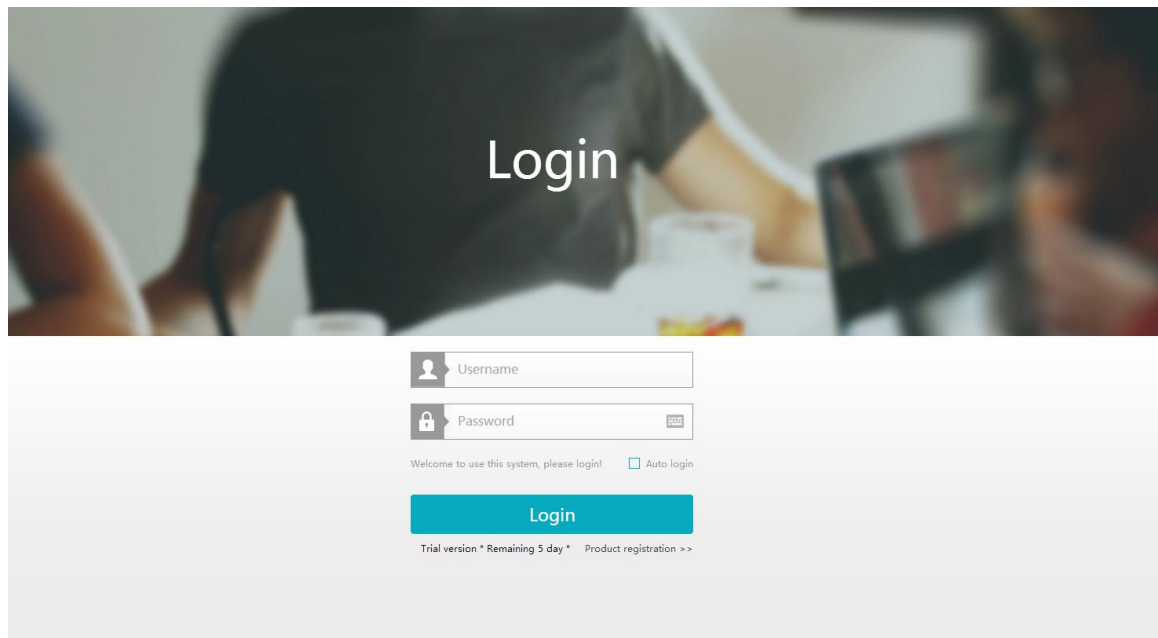 Login
Username
Password
Welcome to use this system, please login! Auto login
Login
Trial version * Remaining 5 day * Product registration >>